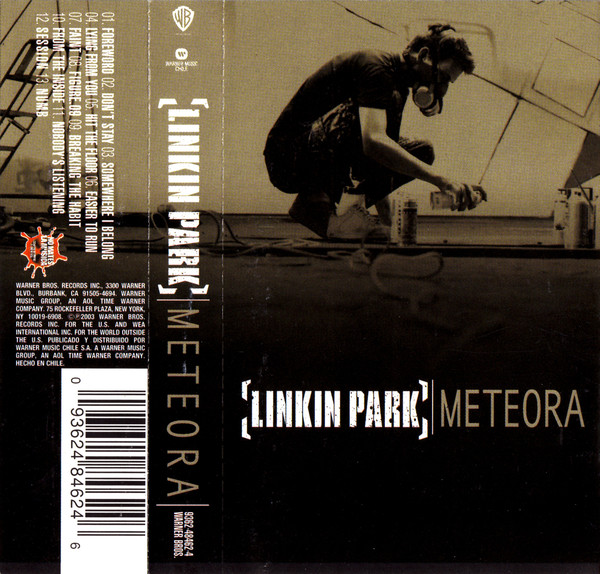 01. FOREWORD 02. DON'T STAY 03. SOMEWHERE I BELONG
04. LYING FROM YOU 05. HIT THE FLOOR 06. EASIER TO RUN
07. FAINT 08. FIGURE.09 09. BREAKING THE HABIT
10. FROM THE INSIDE 11. NOBODY'S LISTENING
12. SESSION 13. NUMB
WARNER BROS. RECORDS INC., 3300 WARNER
BLVD., BURBANK, CA 91505-4694. WARNER
MUSIC GROUP, AN AOL TIME WARNER
COMPANY. 75 ROCKEFELLER PLAZA, NEW YORK,
NY 10019-6908. ©℗2003 WARNER BROS.
RECORDS INC. FOR THE U.S. AND WEA
INTERNATIONAL INC. FOR THE WORLD OUTSIDE
THE U.S. PUBLICADO Y DISTRIBUIDO POR
WARNER MUSIC CHILE S.A. A WARNER MUSIC
GROUP, AN AOL TIME WARNER COMPANY.
HECHO EN CHILE.
0 93624 84624 6
WB
WARNER MUSIC
CHILE
[LINKIN PARK] METEORA
9362-48462-4
WARNER BROS.
[LINKIN PARK] METEORA